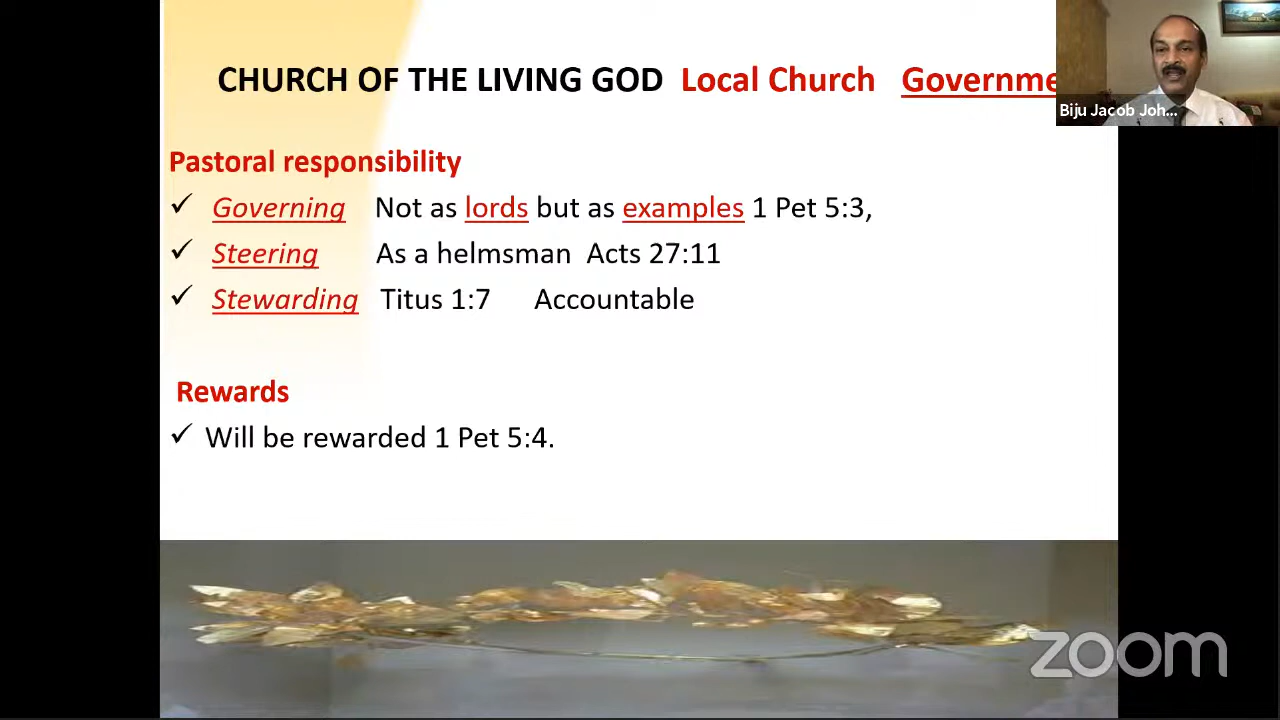 CHURCH OF THE LIVING GOD Local Church Governme
Biju Jacob Joh...
Pastoral responsibility
✓ Governing Not as lords but as examples 1 Pet 5:3,
✓ Steering As a helmsman Acts 27:11
✓ Stewarding Titus 1:7 Accountable
Rewards
✓ Will be rewarded 1 Pet 5:4.
zoom